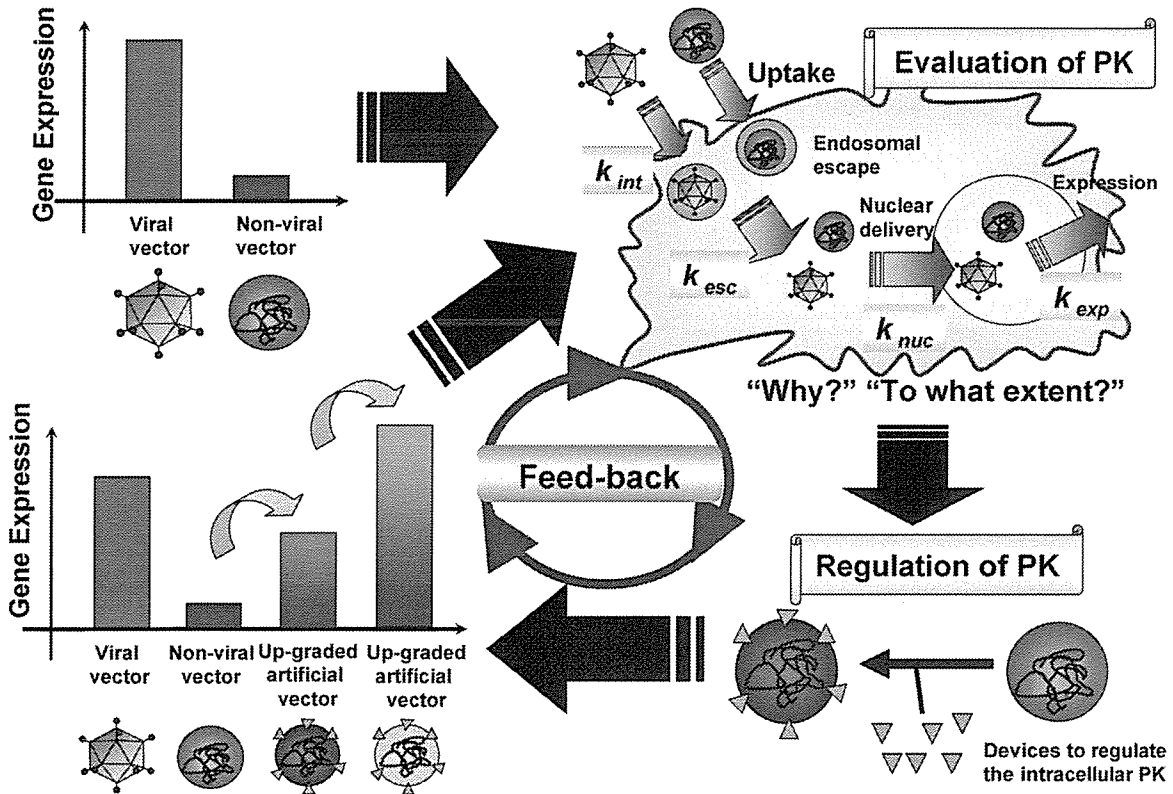 Gene Expression
Viral
vector
Non-viral
vector
Uptake
Evaluation of PK
k int
Endosomal
escape
k esc
Nuclear
delivery
k nuc
Expression
k exp
“Why?” “To what extent?”
Feed-back
Regulation of PK
Devices to regulate
the intracellular PK
Gene Expression
Viral
vector
Non-viral
vector
Up-graded
artificial
vector
Up-graded
artificial
vector